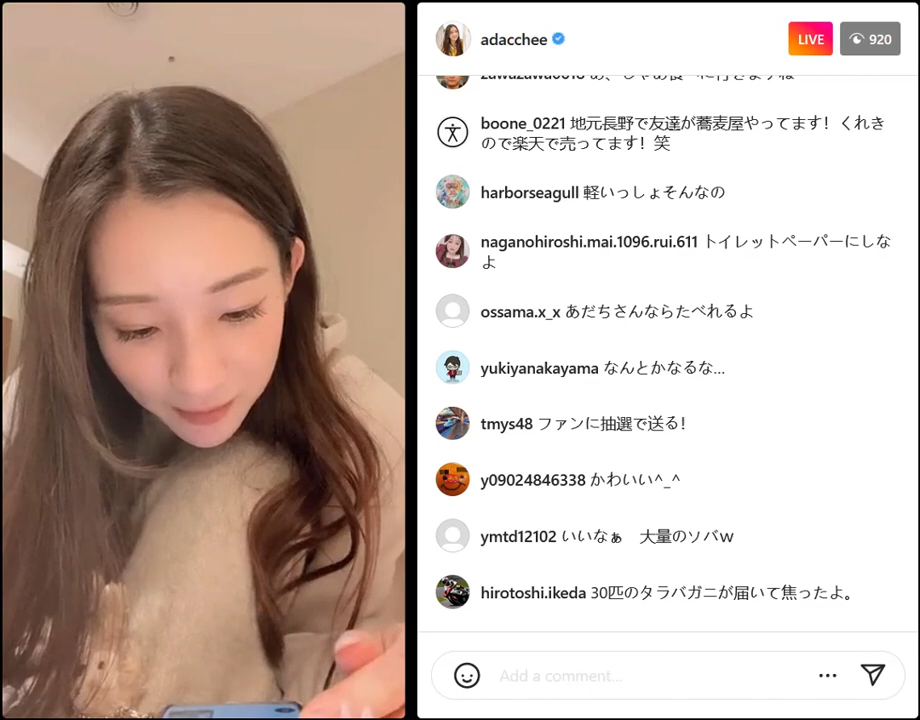 adacchee
LIVE
920
boone_0221 地元長野で友達が蕎麦屋やってます！くれき
ので楽天で売ってます！笑
harborseagull 軽いっしょそんなの
naganohiroshi.mai.1096.rui.611 トイレットペーパーにしな
よ
ossama.x_x あだちさんならたべれるよ
yukiyanakayama なんとかなるな...
tmys48 ファンに抽選で送る！
y09024846338 かわいい^_^
ymtd12102 いいなぁ 大量のソバw
hirotoshi.ikeda 30匹のタラバガニが届いて焦ったよ。
Add a comment...